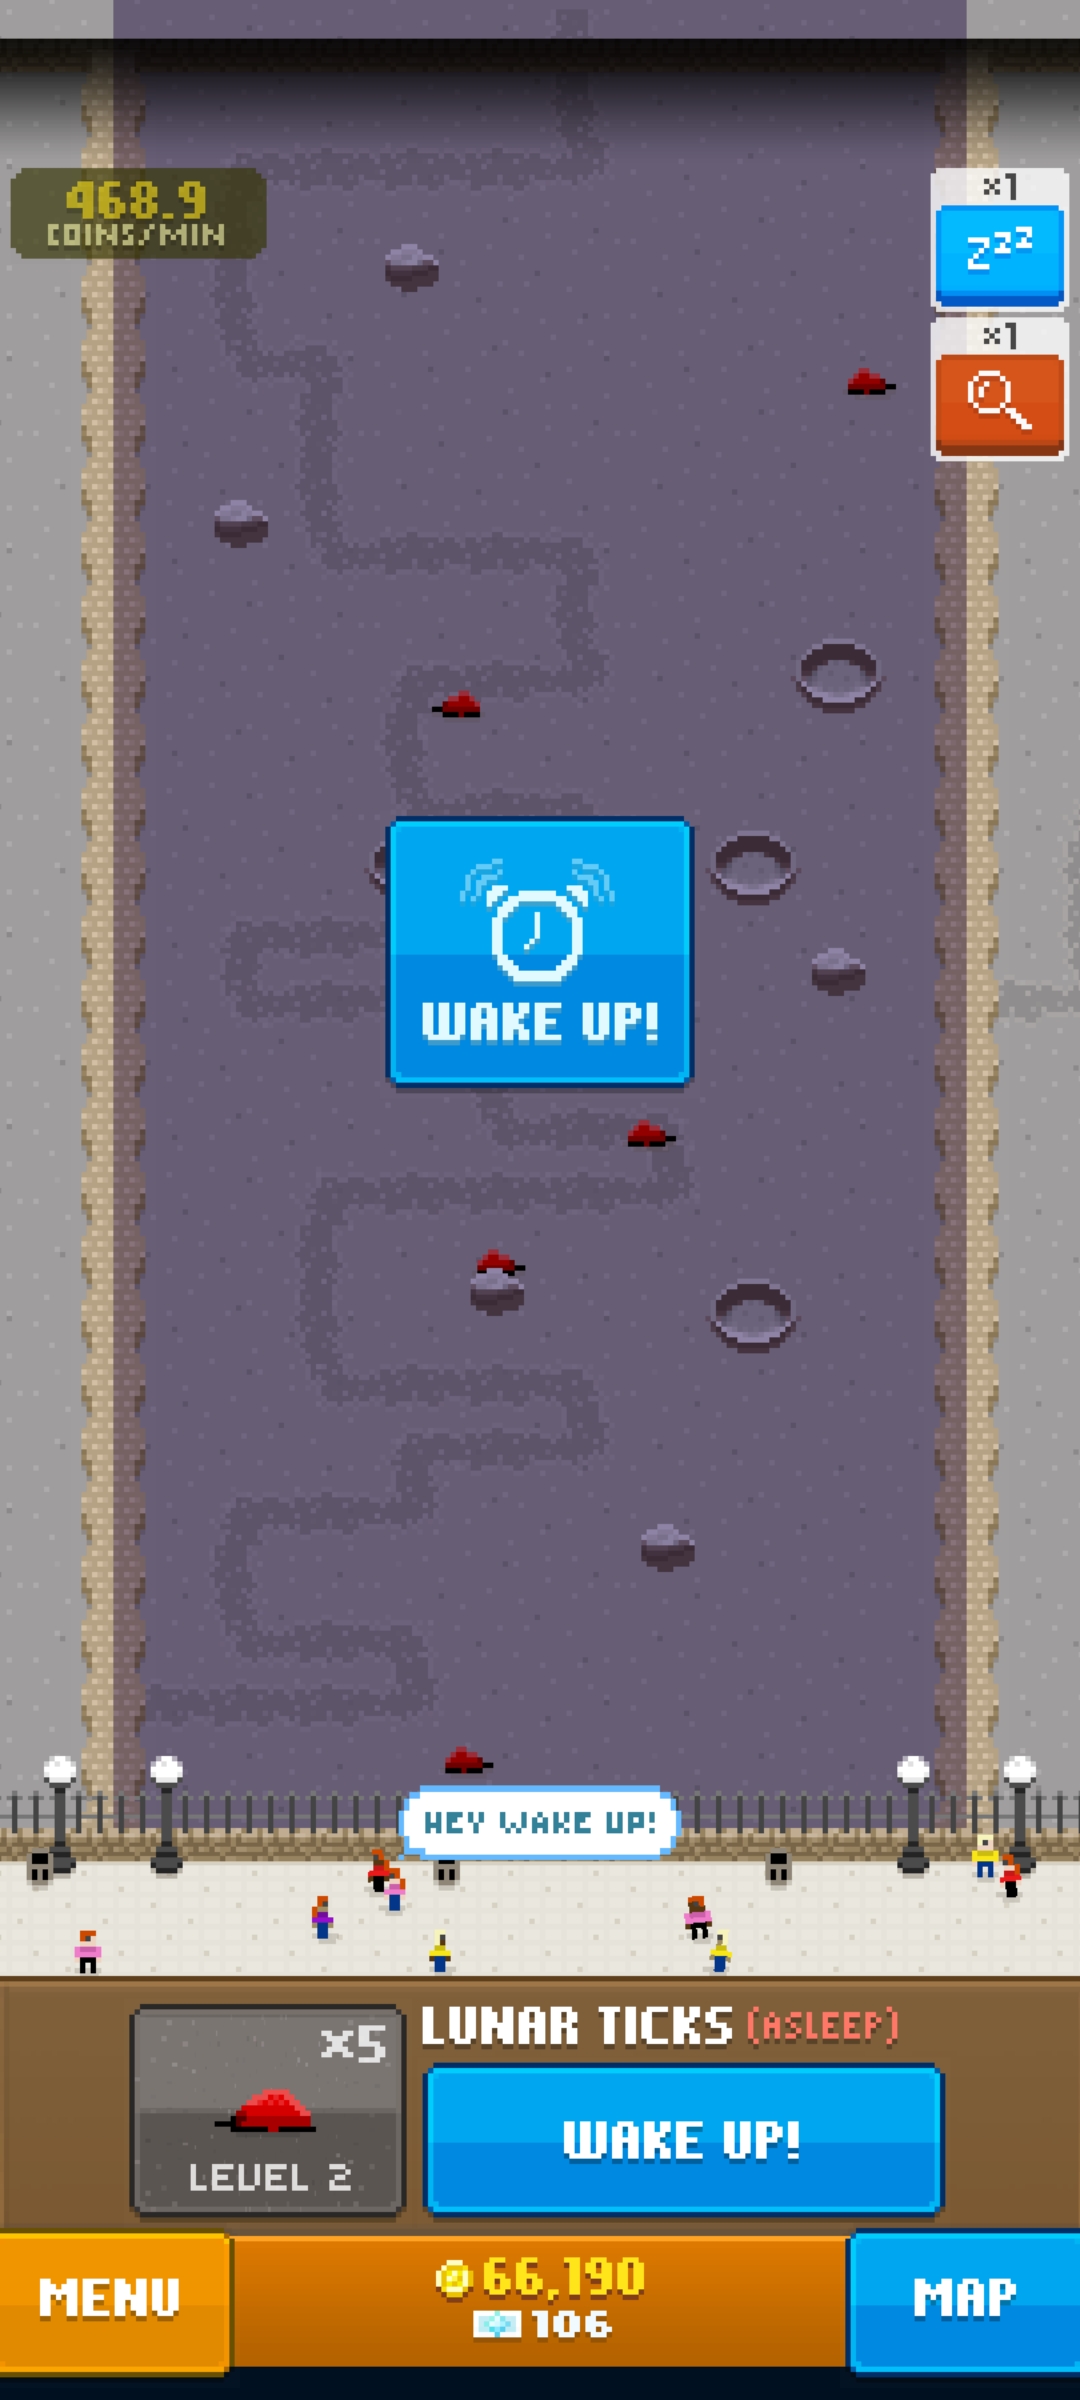 468.9
COINS/MIN
x1
zzz
x1
WAKE UP!
HEY WAKE UP!
x5
LEVEL 2
LUNAR TICKS (ASLEEP)
WAKE UP!
MENU
66,190
106
MAP